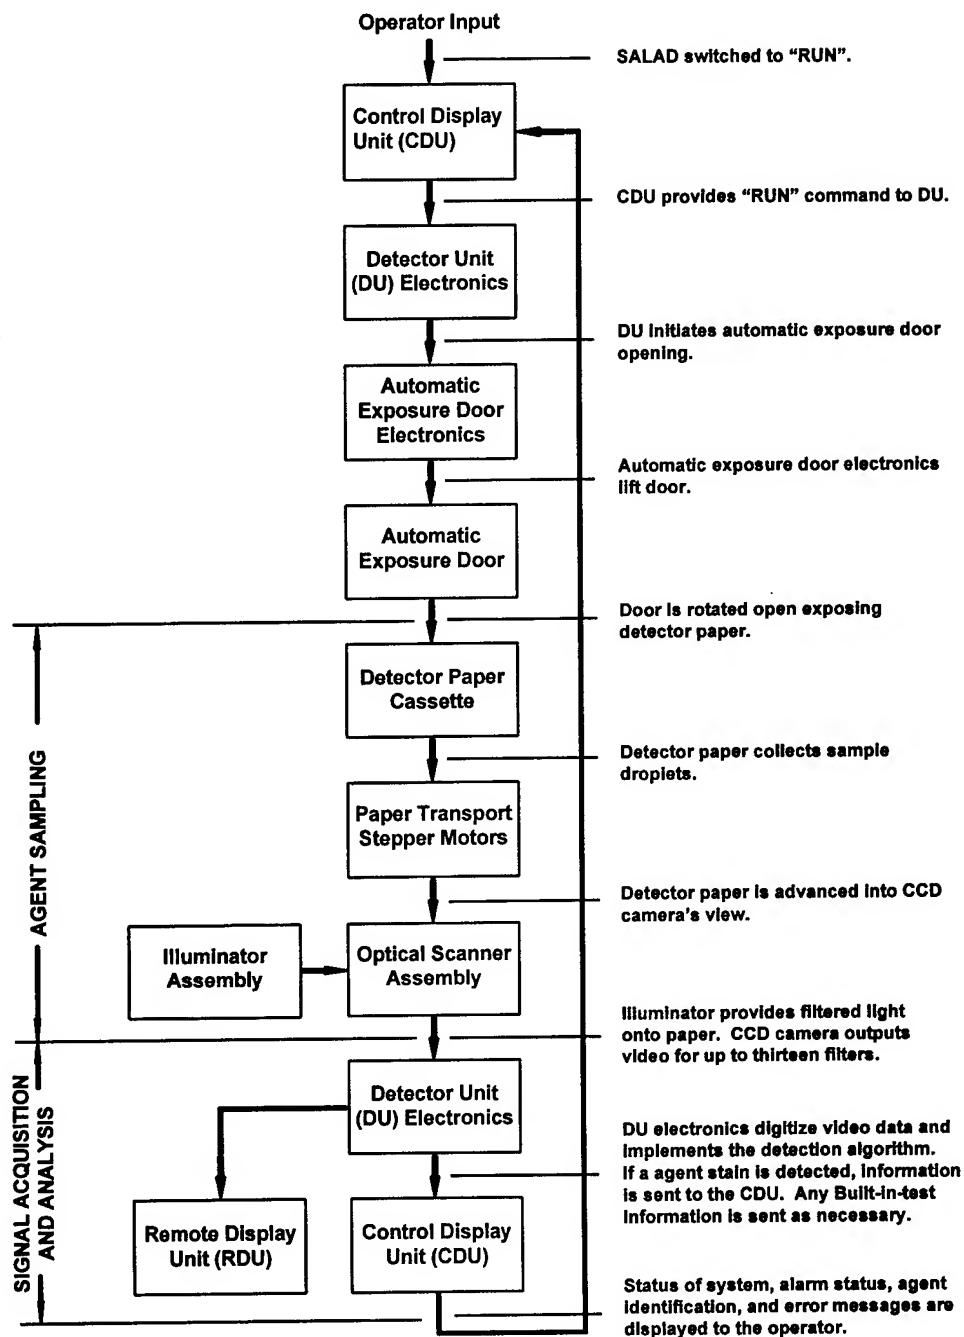 Operator Input
SALAD switched to “RUN”.
Control Display
Unit (CDU)
CDU provides “RUN” command to DU.
Detector Unit
(DU) Electronics
DU initiates automatic exposure door
opening.
Automatic
Exposure Door
Electronics
Automatic exposure door electronics
lift door.
Automatic
Exposure Door
Door is rotated open exposing
detector paper.
Detector Paper
Cassette
Detector paper collects sample
droplets.
Paper Transport
Stepper Motors
AGENT SAMPLING
Detector paper is advanced into CCD
camera's view.
Illuminator
Assembly
Optical Scanner
Assembly
Illuminator provides filtered light
onto paper. CCD camera outputs
video for up to thirteen filters.
Detector Unit
(DU) Electronics
SIGNAL ACQUISITION
AND ANALYSIS
DU electronics digitize video data and
implements the detection algorithm.
If a agent stain is detected, information
is sent to the CDU. Any Built-in-test
information is sent as necessary.
Remote Display
Unit (RDU)
Control Display
Unit (CDU)
Status of system, alarm status, agent
identification, and error messages are
displayed to the operator.